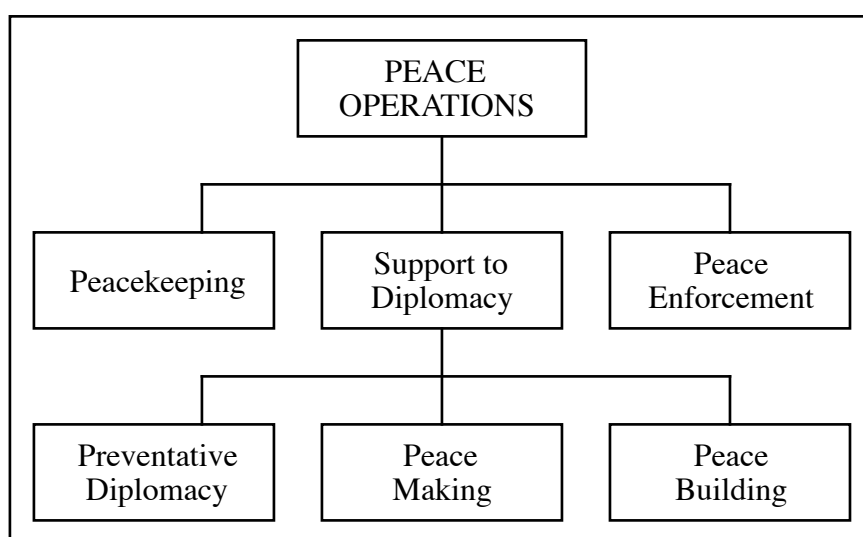 PEACE
OPERATIONS
Peacekeeping
Support to
Diplomacy
Peace
Enforcement
Preventative
Diplomacy
Peace
Making
Peace
Building